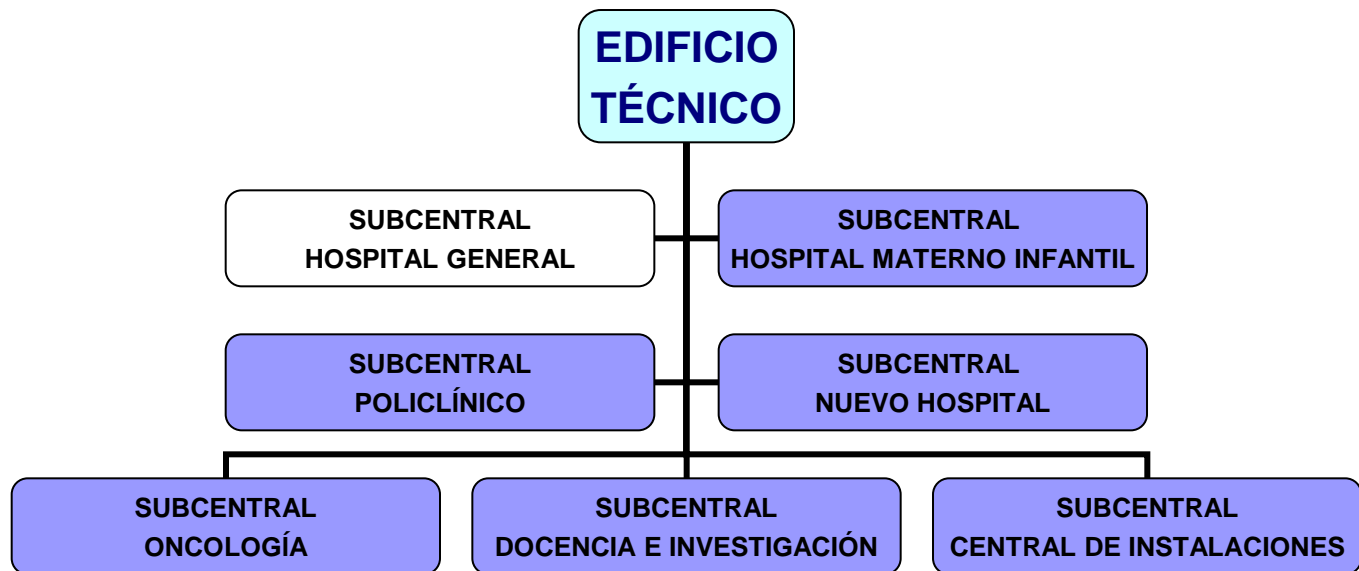 EDIFICIO
TÉCNICO
SUBCENTRAL
HOSPITAL GENERAL
SUBCENTRAL
HOSPITAL MATERNO INFANTIL
SUBCENTRAL
POLICLÍNICO
SUBCENTRAL
NUEVO HOSPITAL
SUBCENTRAL
ONCOLOGÍA
SUBCENTRAL
DOCENCIA E INVESTIGACIÓN
SUBCENTRAL
CENTRAL DE INSTALACIONES